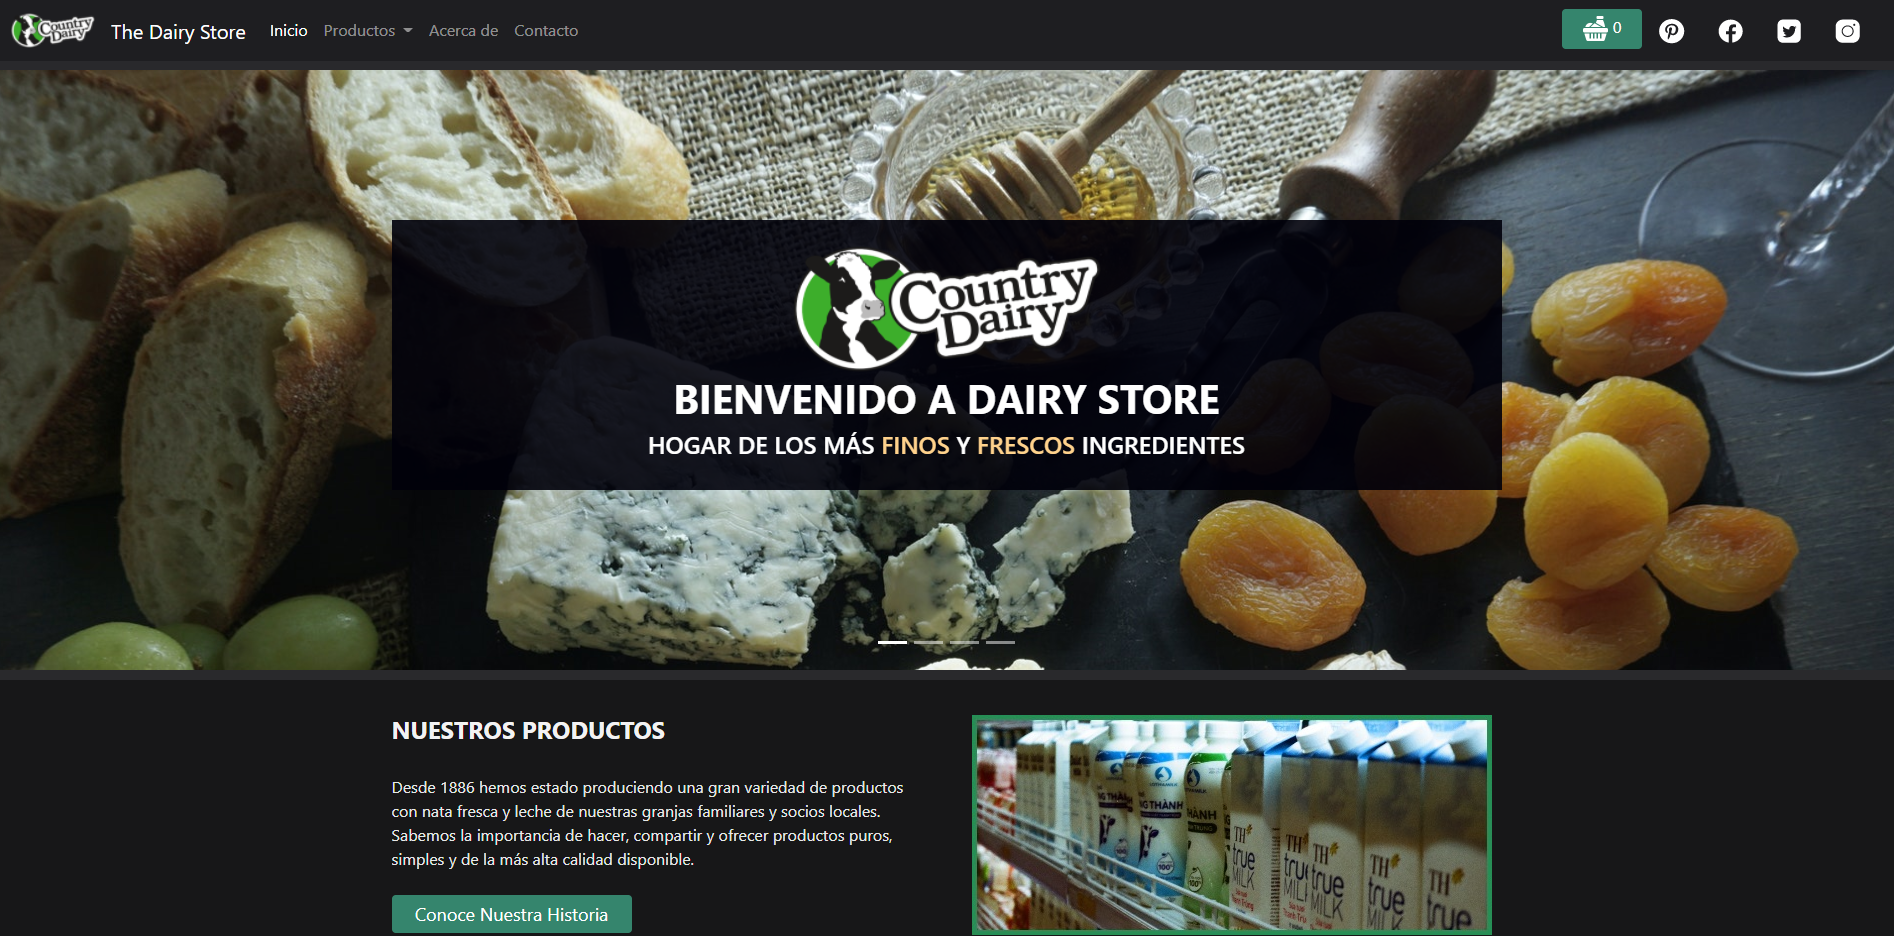 Country
Dairy
The Dairy Store
Inicio
Productos
Acerca de
Contacto
0
Country
Dairy
BIENVENIDO A DAIRY STORE
HOGAR DE LOS MÁS FINOS Y FRESCOS INGREDIENTES
NUESTROS PRODUCTOS
Desde 1886 hemos estado produciendo una gran variedad de productos
con nata fresca y leche de nuestras granjas familiares y socios locales.
Sabemos la importancia de hacer, compartir y ofrecer productos puros,
simples y de la más alta calidad disponible.
Conoce Nuestra Historia
NG THÀNH
HÀNH
TH
true
MILK
TH
true
MILK
TH
true
MILK
TH
true